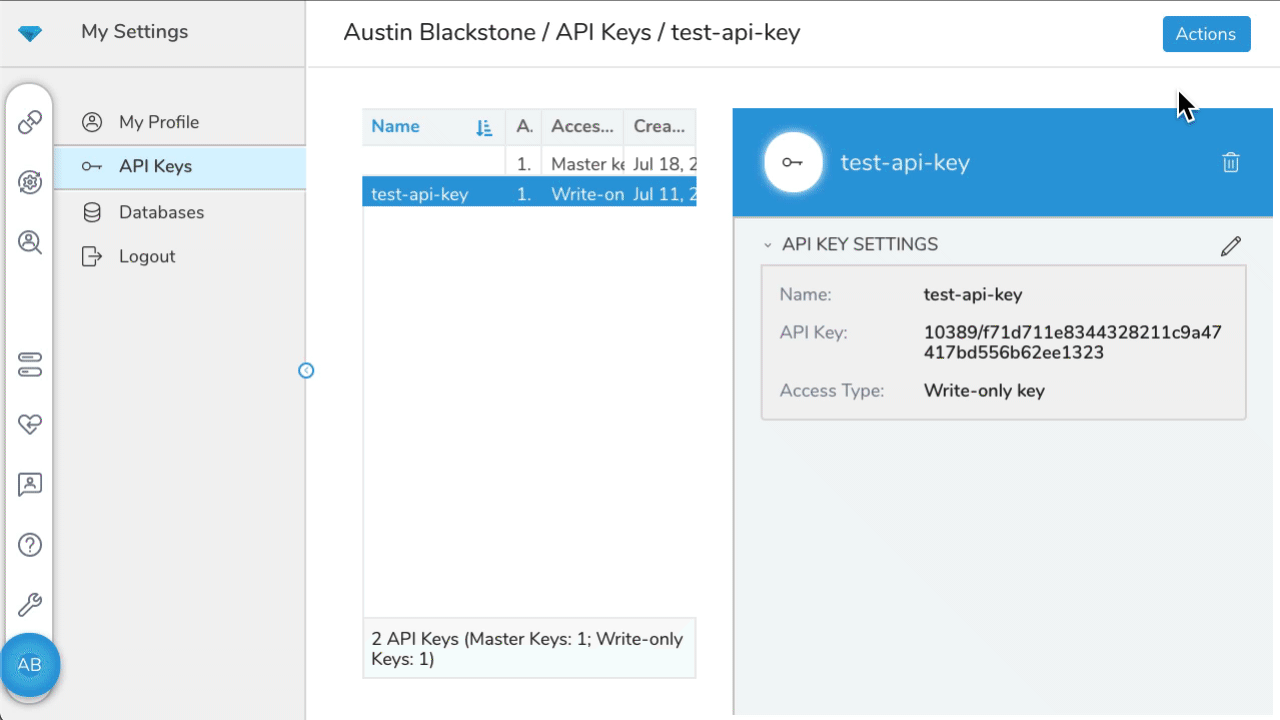 My Settings
Austin Blackstone / API Keys / test-api-key
Actions
My Profile
API Keys
Databases
Logout
AB
Name A. Acces... Crea...
1. Master ke Jul 18, 2
test-api-key 1. Write-on Jul 11, 2
2 API Keys (Master Keys: 1; Write-only
Keys: 1)
test-api-key
API KEY SETTINGS
Name: test-api-key
API Key: 10389/f71d711e8344328211c9a47
417bd556b62ee1323
Access Type: Write-only key